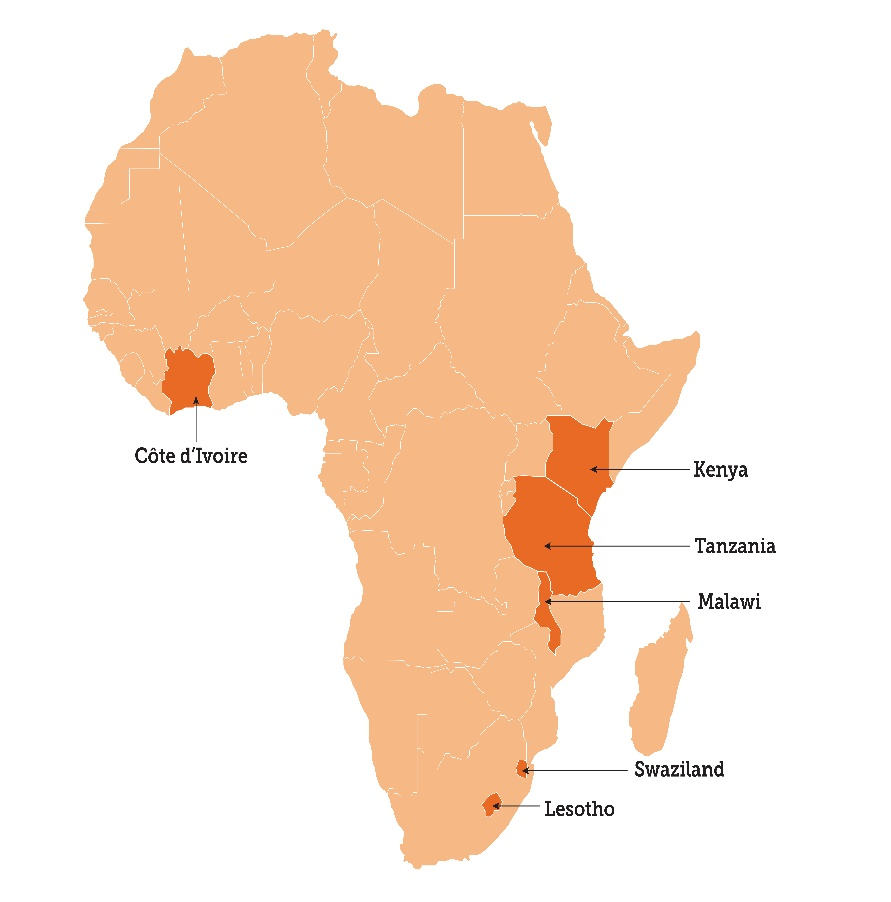 Côte d'Ivoire
Kenya
Tanzania
Malawi
Swaziland
Lesotho